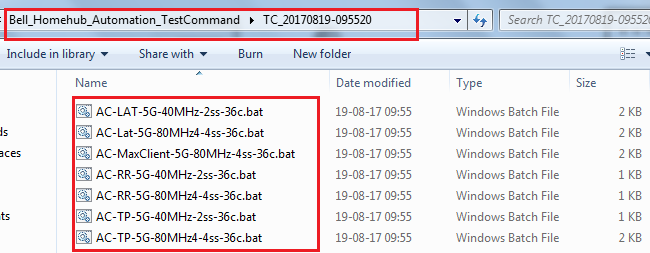 Bell_Homehub_Automation_TestCommand TC_20170819-095520 Search TC_20170819-095520
Include in library Share with Burn New folder
Name Date modified Type Size
AC-LAT-5G-40MHz-2ss-36c.bat 19-08-17 09:55 Windows Batch File 2 KB
AC-Lat-5G-80MHz4-4ss-36c.bat 19-08-17 09:55 Windows Batch File 2 KB
AC-MaxClient-5G-80MHz-4ss-36c.bat 19-08-17 09:55 Windows Batch File 2 KB
AC-RR-5G-40MHz-2ss-36c.bat 19-08-17 09:55 Windows Batch File 1 KB
AC-RR-5G-80MHz4-4ss-36c.bat 19-08-17 09:55 Windows Batch File 1 KB
AC-TP-5G-40MHz-2ss-36c.bat 19-08-17 09:55 Windows Batch File 2 KB
AC-TP-5G-80MHz4-4ss-36c.bat 19-08-17 09:55 Windows Batch File 2 KB